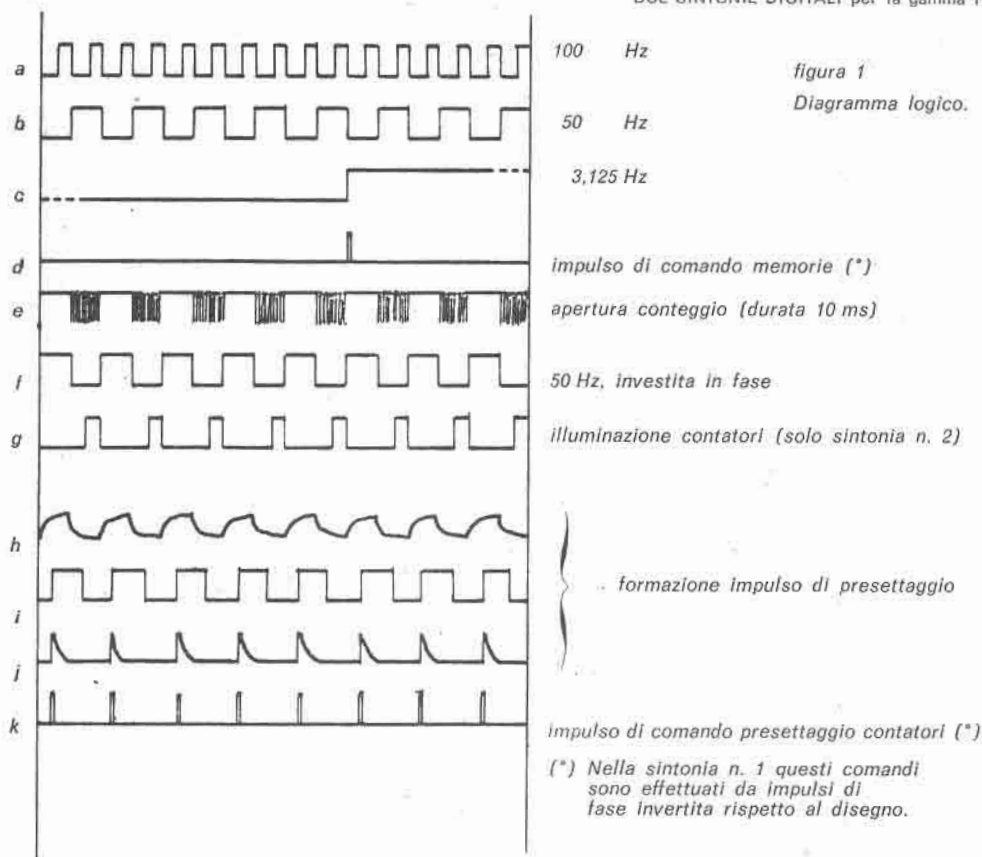 DUE SINTONIE DIGITALI per la gamma
a
100 Hz
figura 1
Diagramma logico.
b
50 Hz
c
3,125 Hz
d
impulso di comando memorie (*)
e
apertura conteggio (durata 10 ms)
f
50 Hz, investita in fase
g
illuminazione contatori (solo sintonia n. 2)
h
i
formazione impulso di presettaggio
j
k
impulso di comando presettaggio contatori (*)
(*) Nella sintonia n. 1 questi comandi
sono effettuati da impulsi di
fase invertita rispetto al disegno.